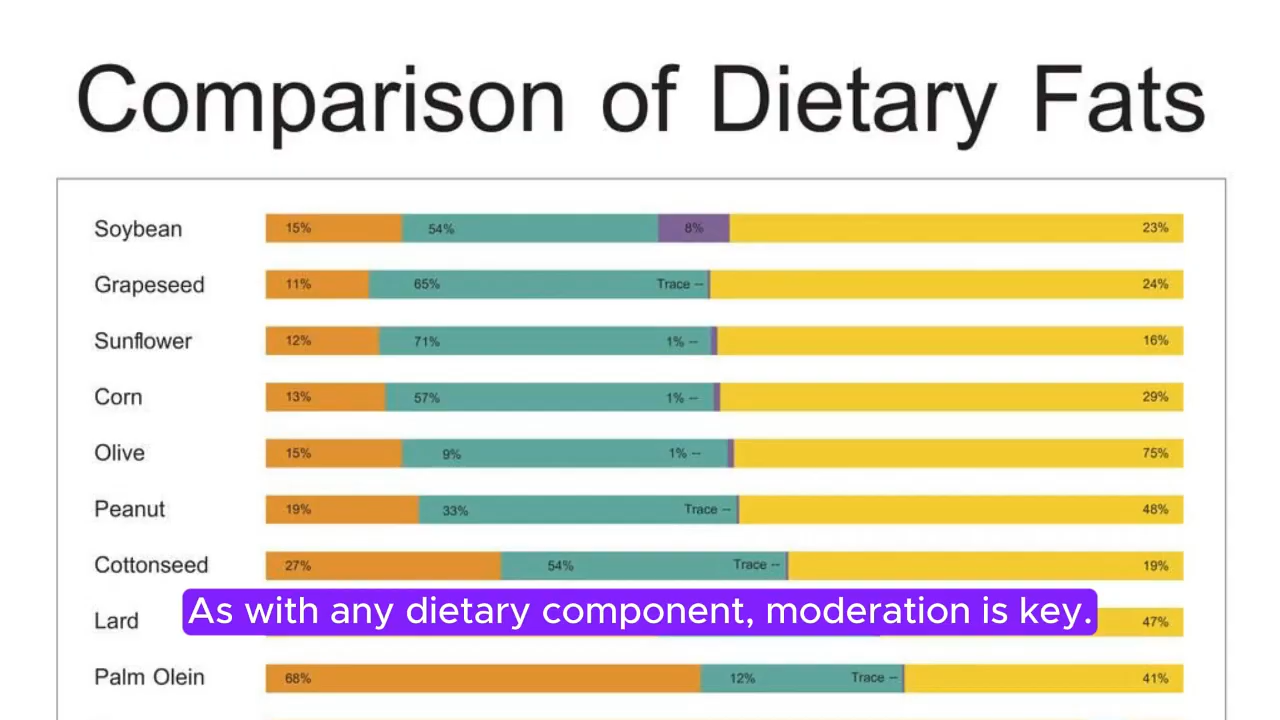 Comparison of Dietary Fats
Soybean 15% 54% 8% 23%
Grapeseed 11% 65% Trace -- 24%
Sunflower 12% 71% 1% -- 16%
Corn 13% 57% 1% -- 29%
Olive 15% 9% 1% -- 75%
Peanut 19% 33% Trace -- 48%
Cottonseed 27% 54% Trace -- 19%
As with any dietary component, moderation is key.
Lard 47%
Palm Olein 68% 12% Trace -- 41%